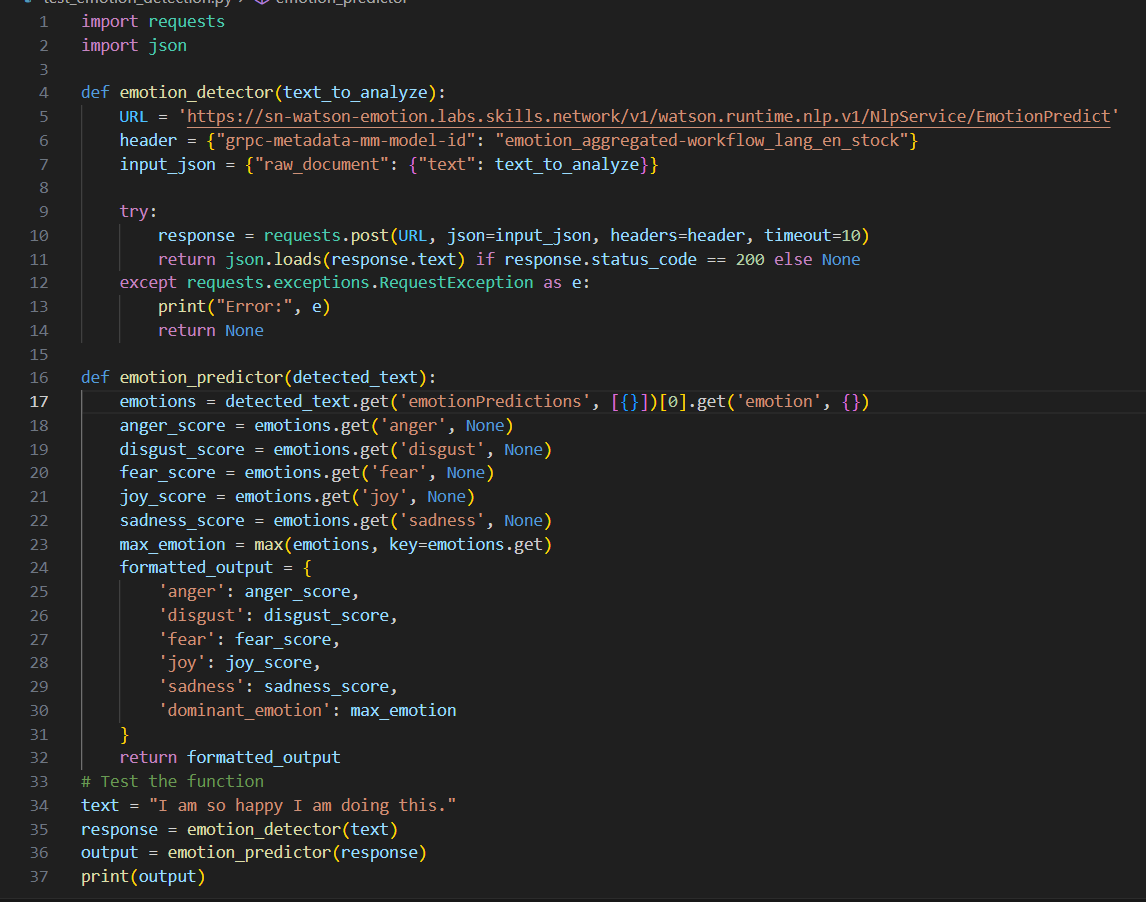 test_emotion_detection.py > emotion_predictor
1 import requests
2 import json
3
4 def emotion_detector(text_to_analyze):
5 URL = 'https://sn-watson-emotion.labs.skills.network/v1/watson.runtime.nlp.v1/NlpService/EmotionPredict'
6 header = {"grpc-metadata-mm-model-id": "emotion_aggregated-workflow_lang_en_stock"}
7 input_json = {"raw_document": {"text": text_to_analyze}}
8
9 try:
10 response = requests.post(URL, json=input_json, headers=header, timeout=10)
11 return json.loads(response.text) if response.status_code == 200 else None
12 except requests.exceptions.RequestException as e:
13 print("Error:", e)
14 return None
15
16 def emotion_predictor(detected_text):
17 emotions = detected_text.get('emotionPredictions', [{}])[0].get('emotion', {})
18 anger_score = emotions.get('anger', None)
19 disgust_score = emotions.get('disgust', None)
20 fear_score = emotions.get('fear', None)
21 joy_score = emotions.get('joy', None)
22 sadness_score = emotions.get('sadness', None)
23 max_emotion = max(emotions, key=emotions.get)
24 formatted_output = {
25 'anger': anger_score,
26 'disgust': disgust_score,
27 'fear': fear_score,
28 'joy': joy_score,
29 'sadness': sadness_score,
30 'dominant_emotion': max_emotion
31 }
32 return formatted_output
33 # Test the function
34 text = "I am so happy I am doing this."
35 response = emotion_detector(text)
36 output = emotion_predictor(response)
37 print(output)